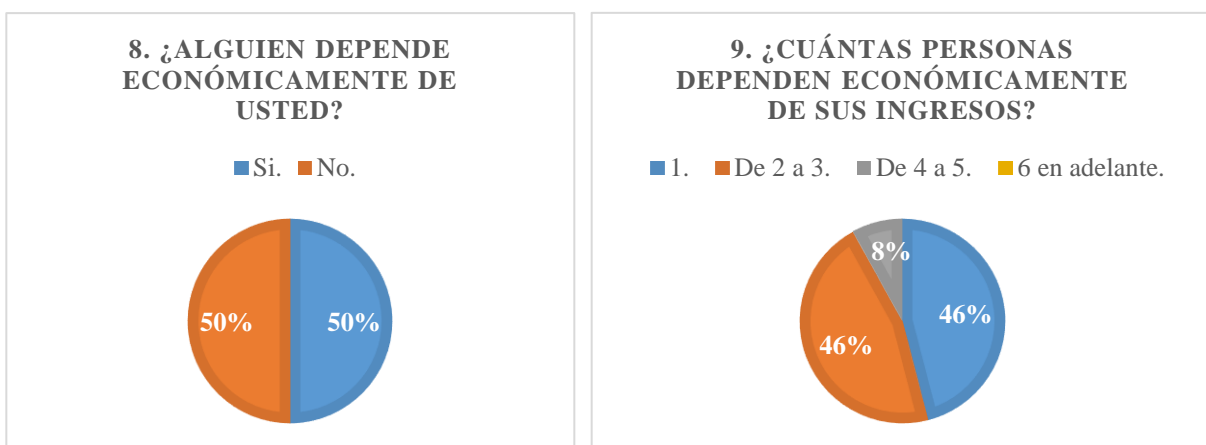 8. ¿ALGUIEN DEPENDE
ECONÓMICAMENTE DE
USTED?
Si. No.
50%
50%
9. ¿CUÁNTAS PERSONAS
DEPENDEN ECONÓMICAMENTE
DE SUS INGRESOS?
1. De 2 a 3. De 4 a 5. 6 en adelante.
8%
46%
46%